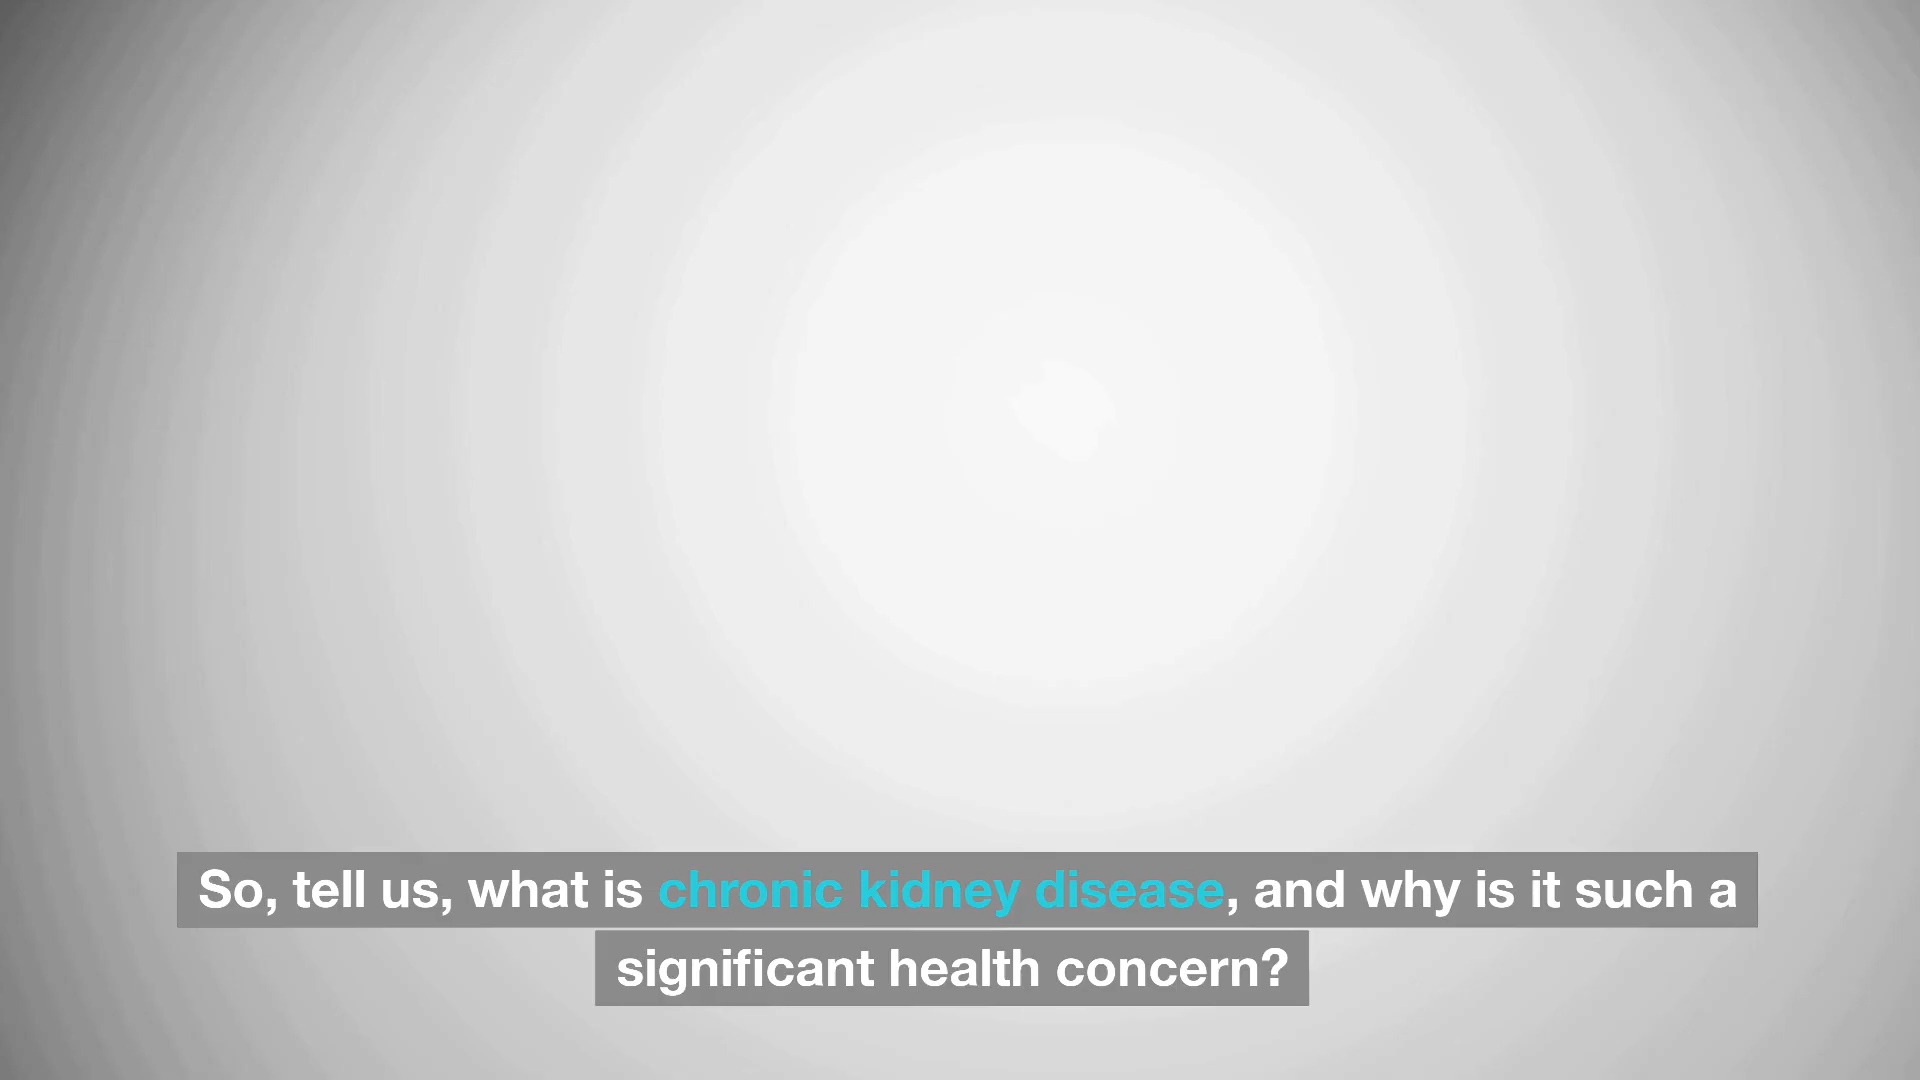 So, tell us, what is chronic kidney disease, and why is it such a
significant health concern?